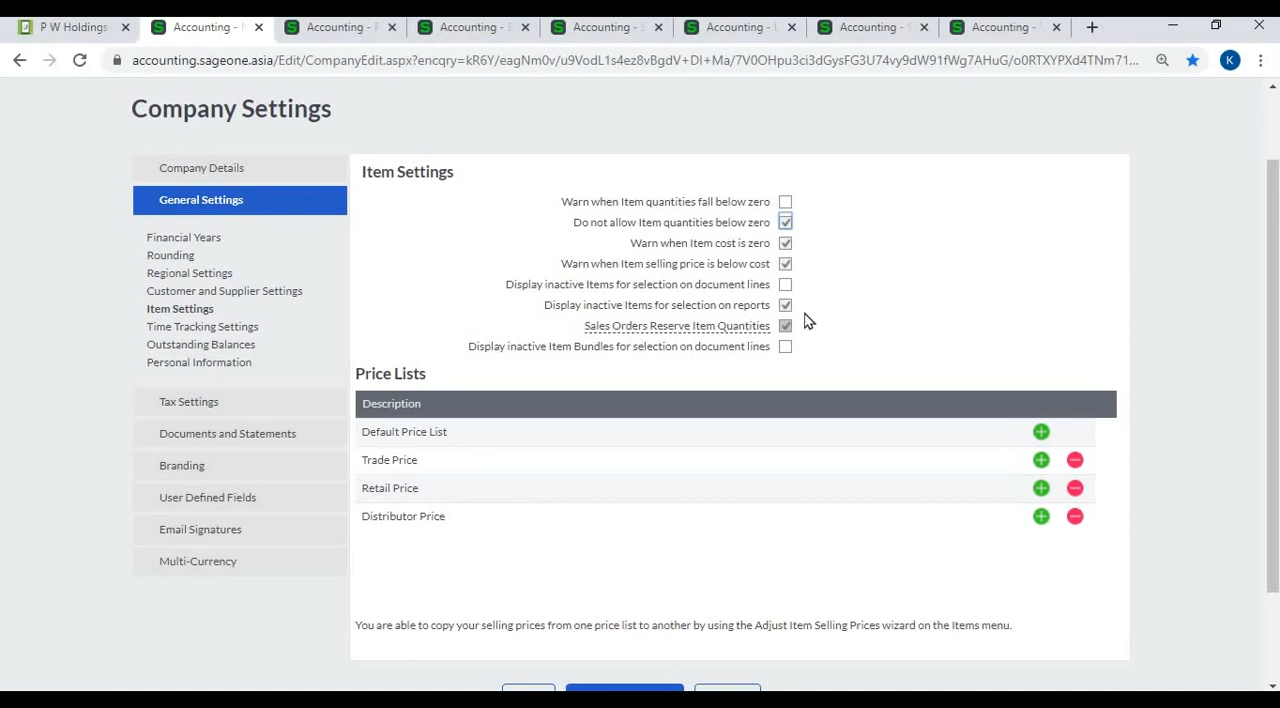 P W Holdings
Accounting - M
Accounting - F
Accounting - F
Accounting - S
Accounting - L
Accounting -
Accounting -
accounting.sageone.asia/Edit/CompanyEdit.aspx?encqry=
K
Company Settings
Company Details
General Settings
Financial Years
Rounding
Regional Settings
Customer and Supplier Settings
Item Settings
Time Tracking Settings
Outstanding Balances
Personal Information
Tax Settings
Documents and Statements
Branding
User Defined Fields
Email Signatures
Multi-Currency
Item Settings
Warn when Item quantities fall below zero
Do not allow Item quantities below zero
Warn when Item cost is zero
Warn when Item selling price is below cost
Display inactive Items for selection on document lines
Display inactive Items for selection on reports
Sales Orders Reserve Item Quantities
Display inactive Item Bundles for selection on document lines
Price Lists
Description
Default Price List
Trade Price
Retail Price
Distributor Price
You are able to copy your selling prices from one price list to another by using the Adjust Item Selling Prices wizard on the Items menu.